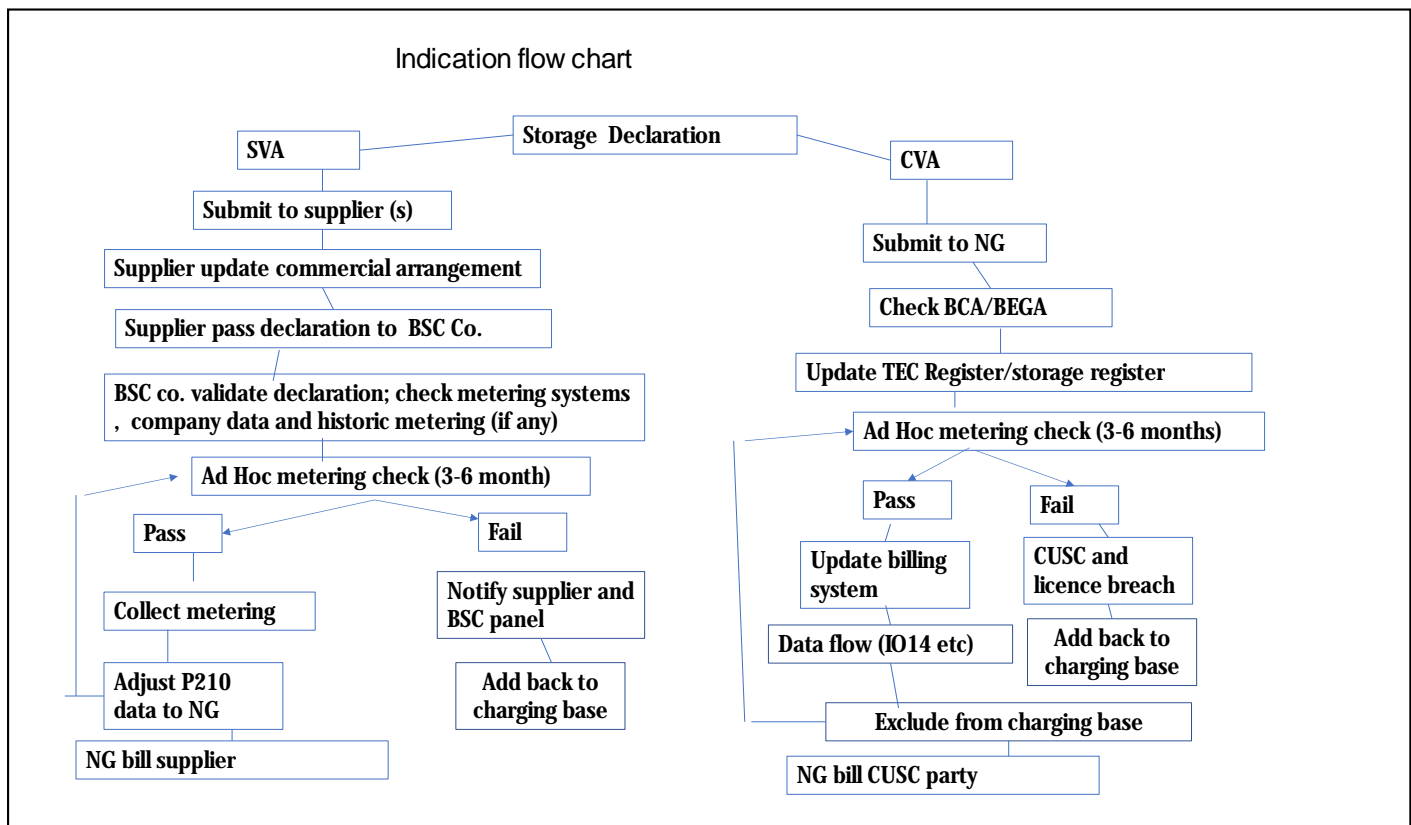 Indication flow chart
Storage Declaration
SVA
CVA
Submit to supplier (s)
Submit to NG
Supplier update commercial arrangement
Check BCA/BEGA
Supplier pass declaration to BSC Co.
Update TEC Register/storage register
BSC co. validate declaration; check metering systems
, company data and historic metering (if any)
Ad Hoc metering check (3-6 months)
Ad Hoc metering check (3-6 month)
Pass
Fail
Pass
Fail
Update billing
system
CUSC and
licence breach
Collect metering
Notify supplier and
BSC panel
Data flow (IO14 etc)
Add back to
charging base
Adjust P210
data to NG
Add back to
charging base
Exclude from charging base
NG bill supplier
NG bill CUSC party